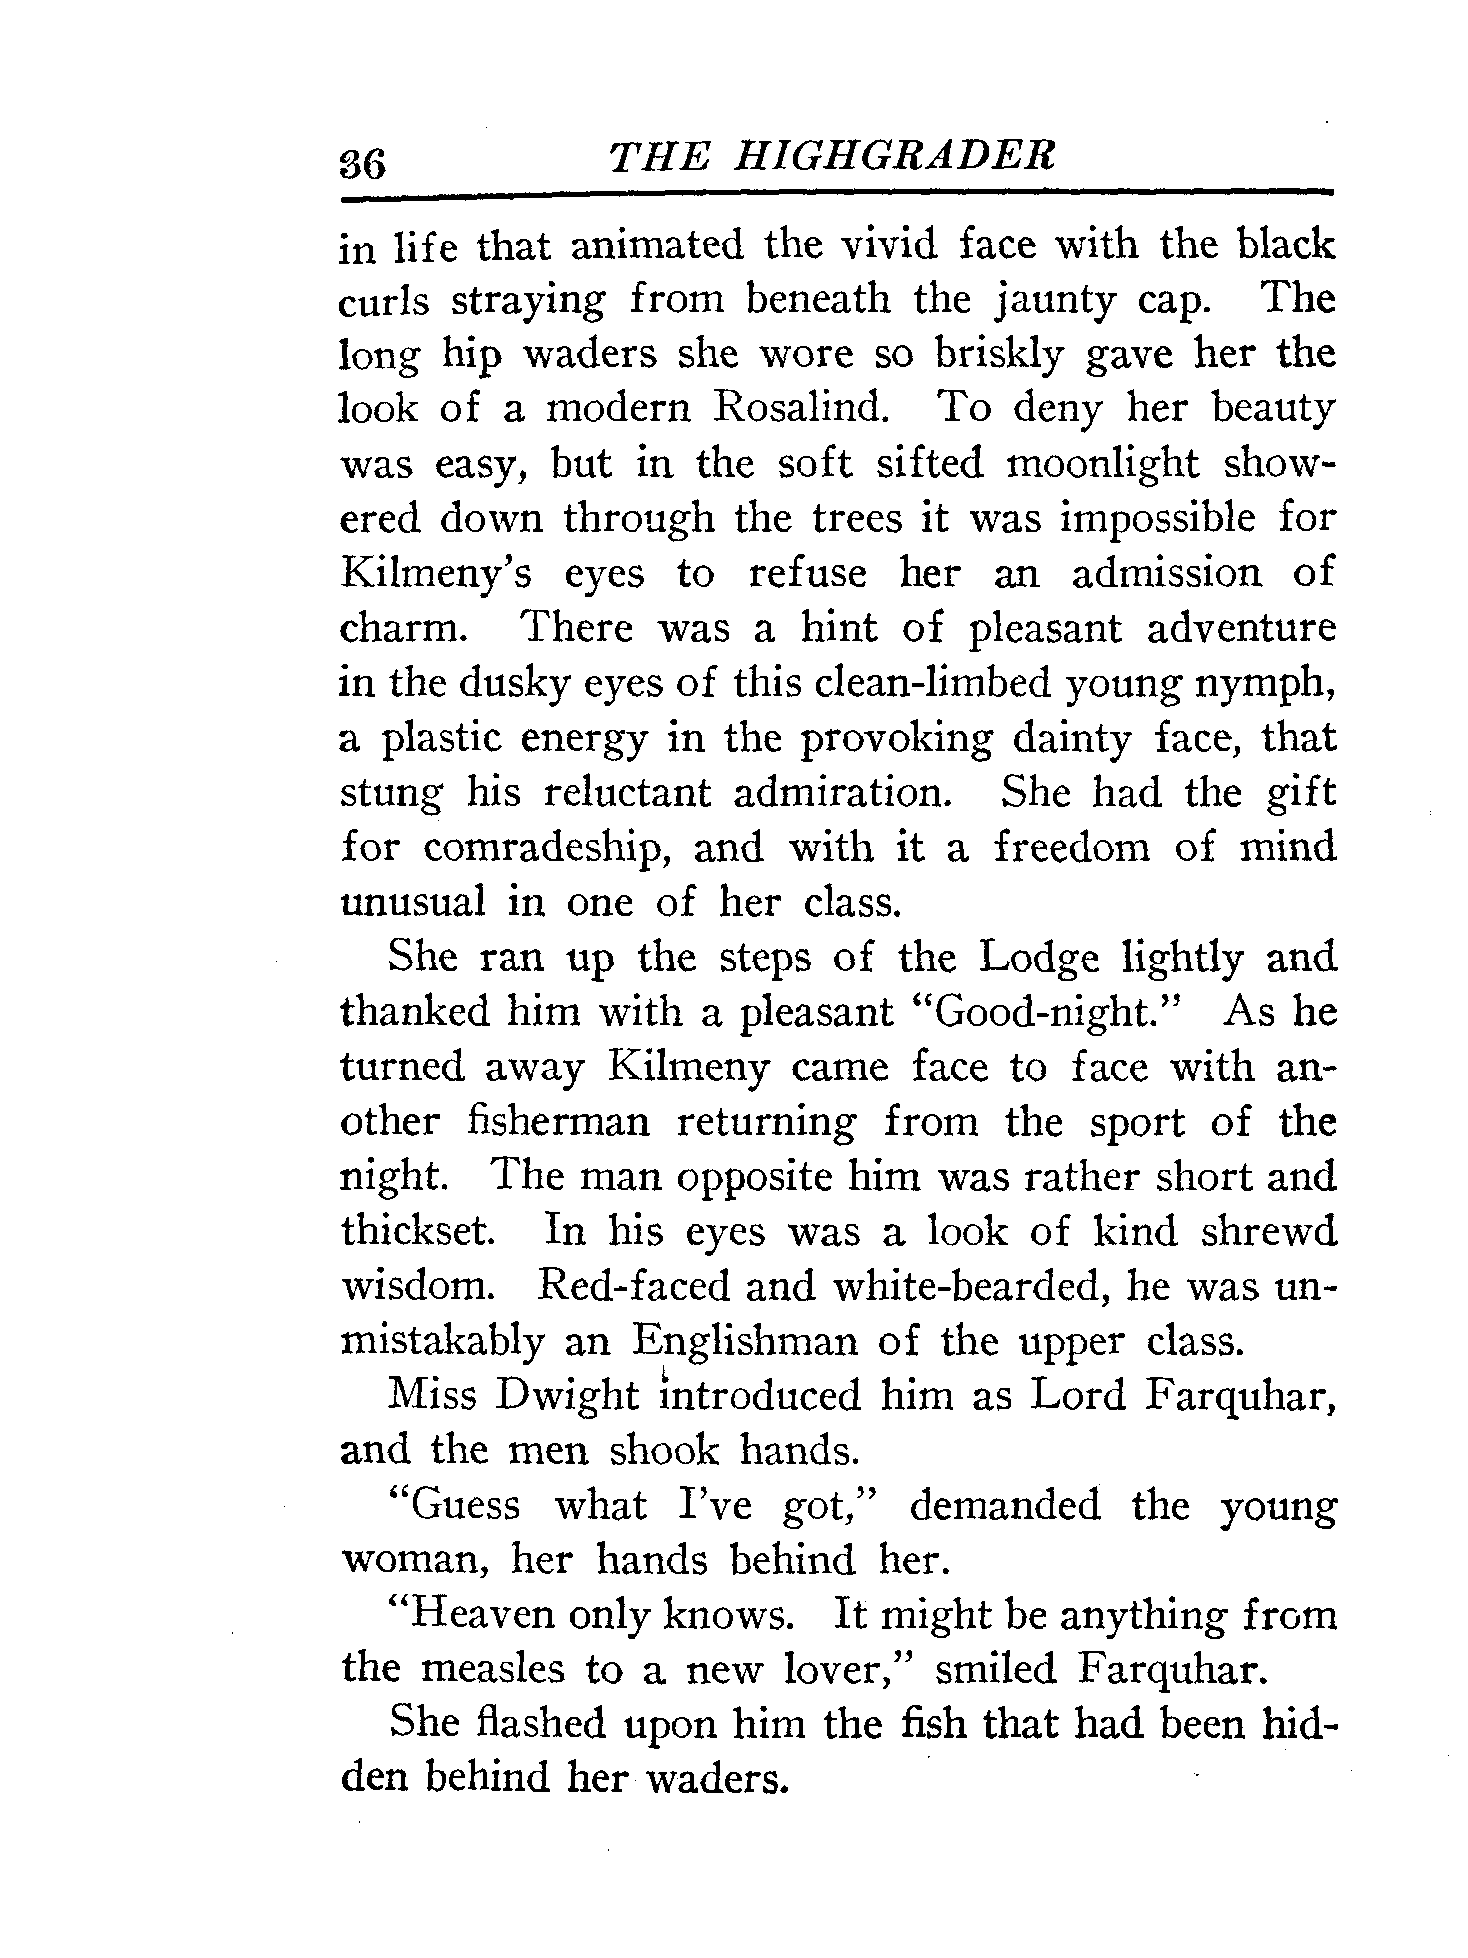 36 THE HIGHGRADER
in life that animated the vivid face with the black
curls straying from beneath the jaunty cap. The
long hip waders she wore so briskly gave her the
look of a modern Rosalind. To deny her beauty
was easy, but in the soft sifted moonlight show-
ered down through the trees it was impossible for
Kilmeny's eyes to refuse her an admission of
charm. There was a hint of pleasant adventure
in the dusky eyes of this clean-limbed young nymph,
a plastic energy in the provoking dainty face, that
stung his reluctant admiration. She had the gift
for comradeship, and with it a freedom of mind
unusual in one of her class.
She ran up the steps of the Lodge lightly and
thanked him with a pleasant "Good-night." As he
turned away Kilmeny came face to face with an-
other fisherman returning from the sport of the
night. The man opposite him was rather short and
thickset. In his eyes was a look of kind shrewd
wisdom. Red-faced and white-bearded, he was un-
mistakably an Englishman of the upper class.
Miss Dwight introduced him as Lord Farquhar,
and the men shook hands.
"Guess what I've got," demanded the young
woman, her hands behind her.
"Heaven only knows. It might be anything from
the measles to a new lover," smiled Farquhar.
She flashed upon him the fish that had been hid-
den behind her waders.